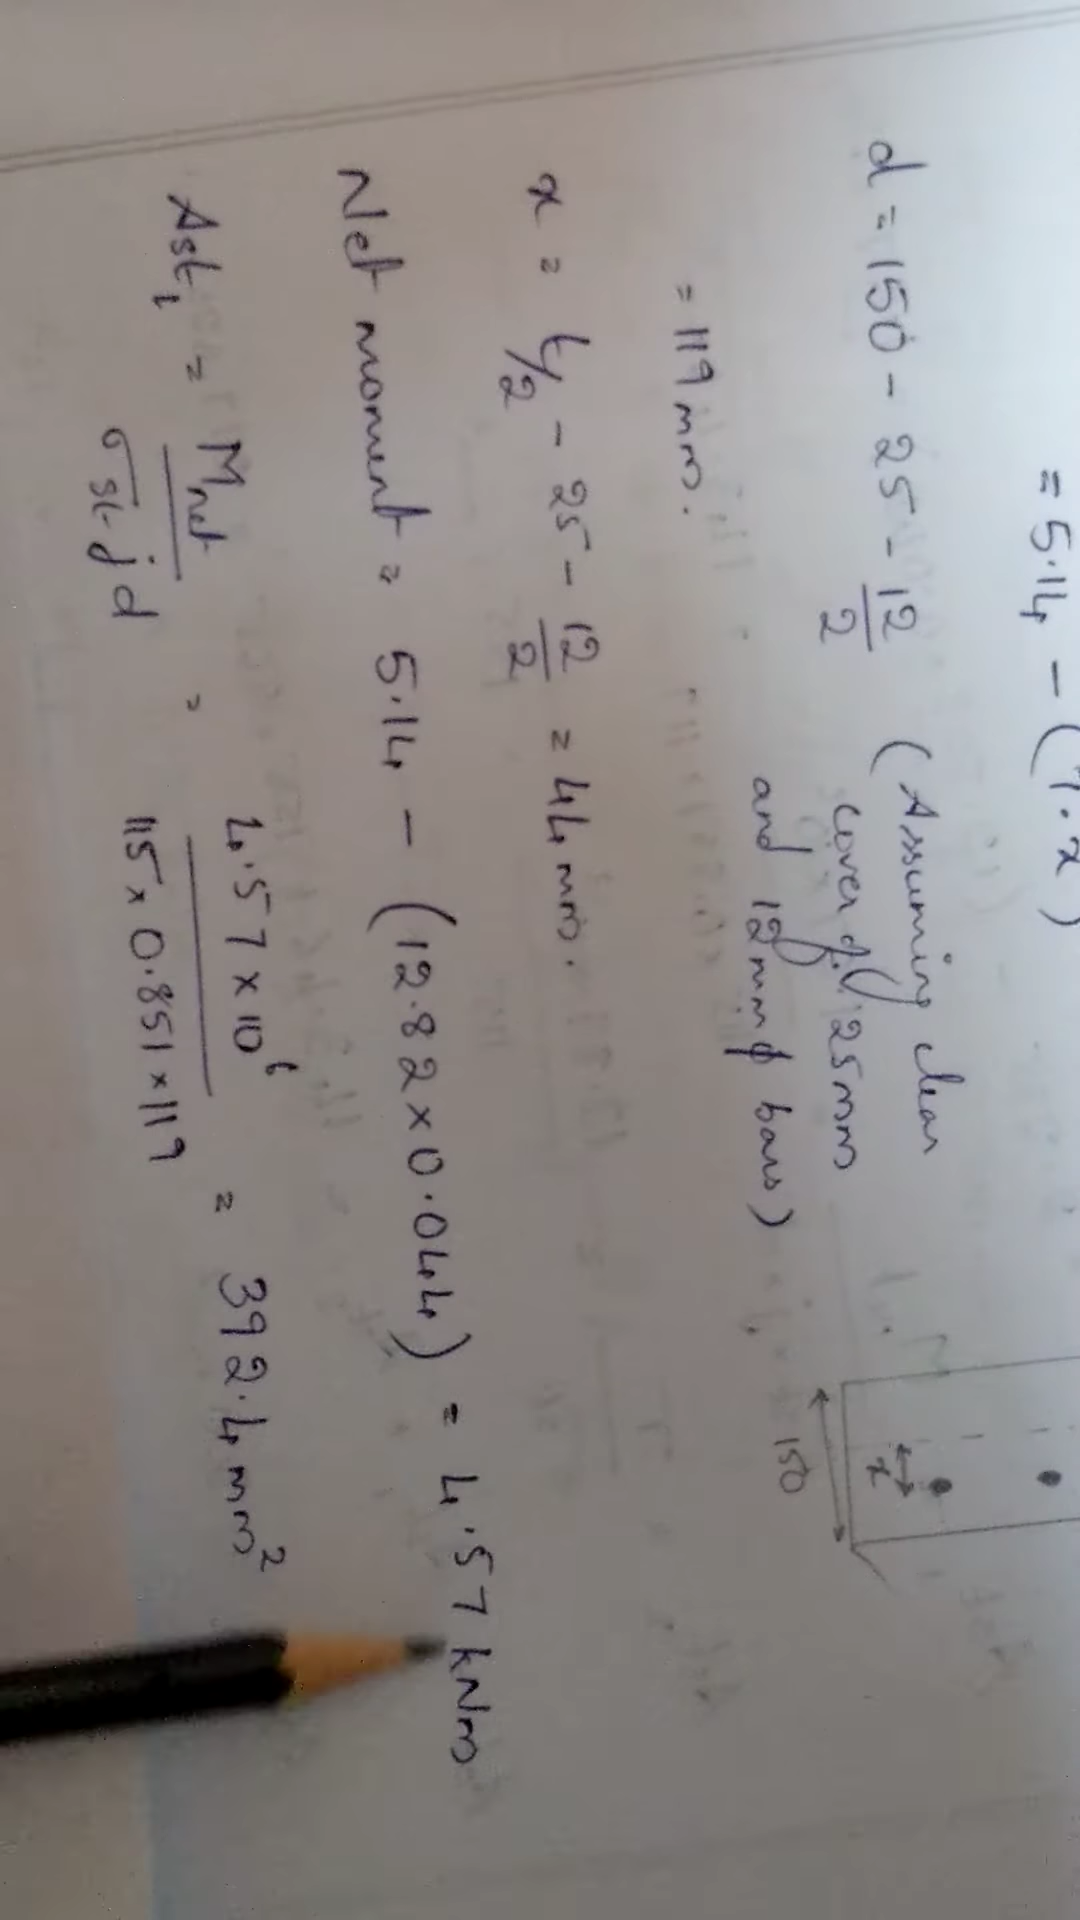 = 5.14 - (T.x)
d = 150 - 25 - 12/2 (Assuming clear
cover of 25mm
and 12mm φ bars)
= 119 mm.
x = t/2 - 25 - 12/2 = 44 mm.
Net moment = 5.14 - (12.82 × 0.044) = 4.57 kNm
Ast₁ = Mnet/σst j d = 4.57 × 10⁶/115 × 0.851 × 119 = 392.4 mm²
x
150